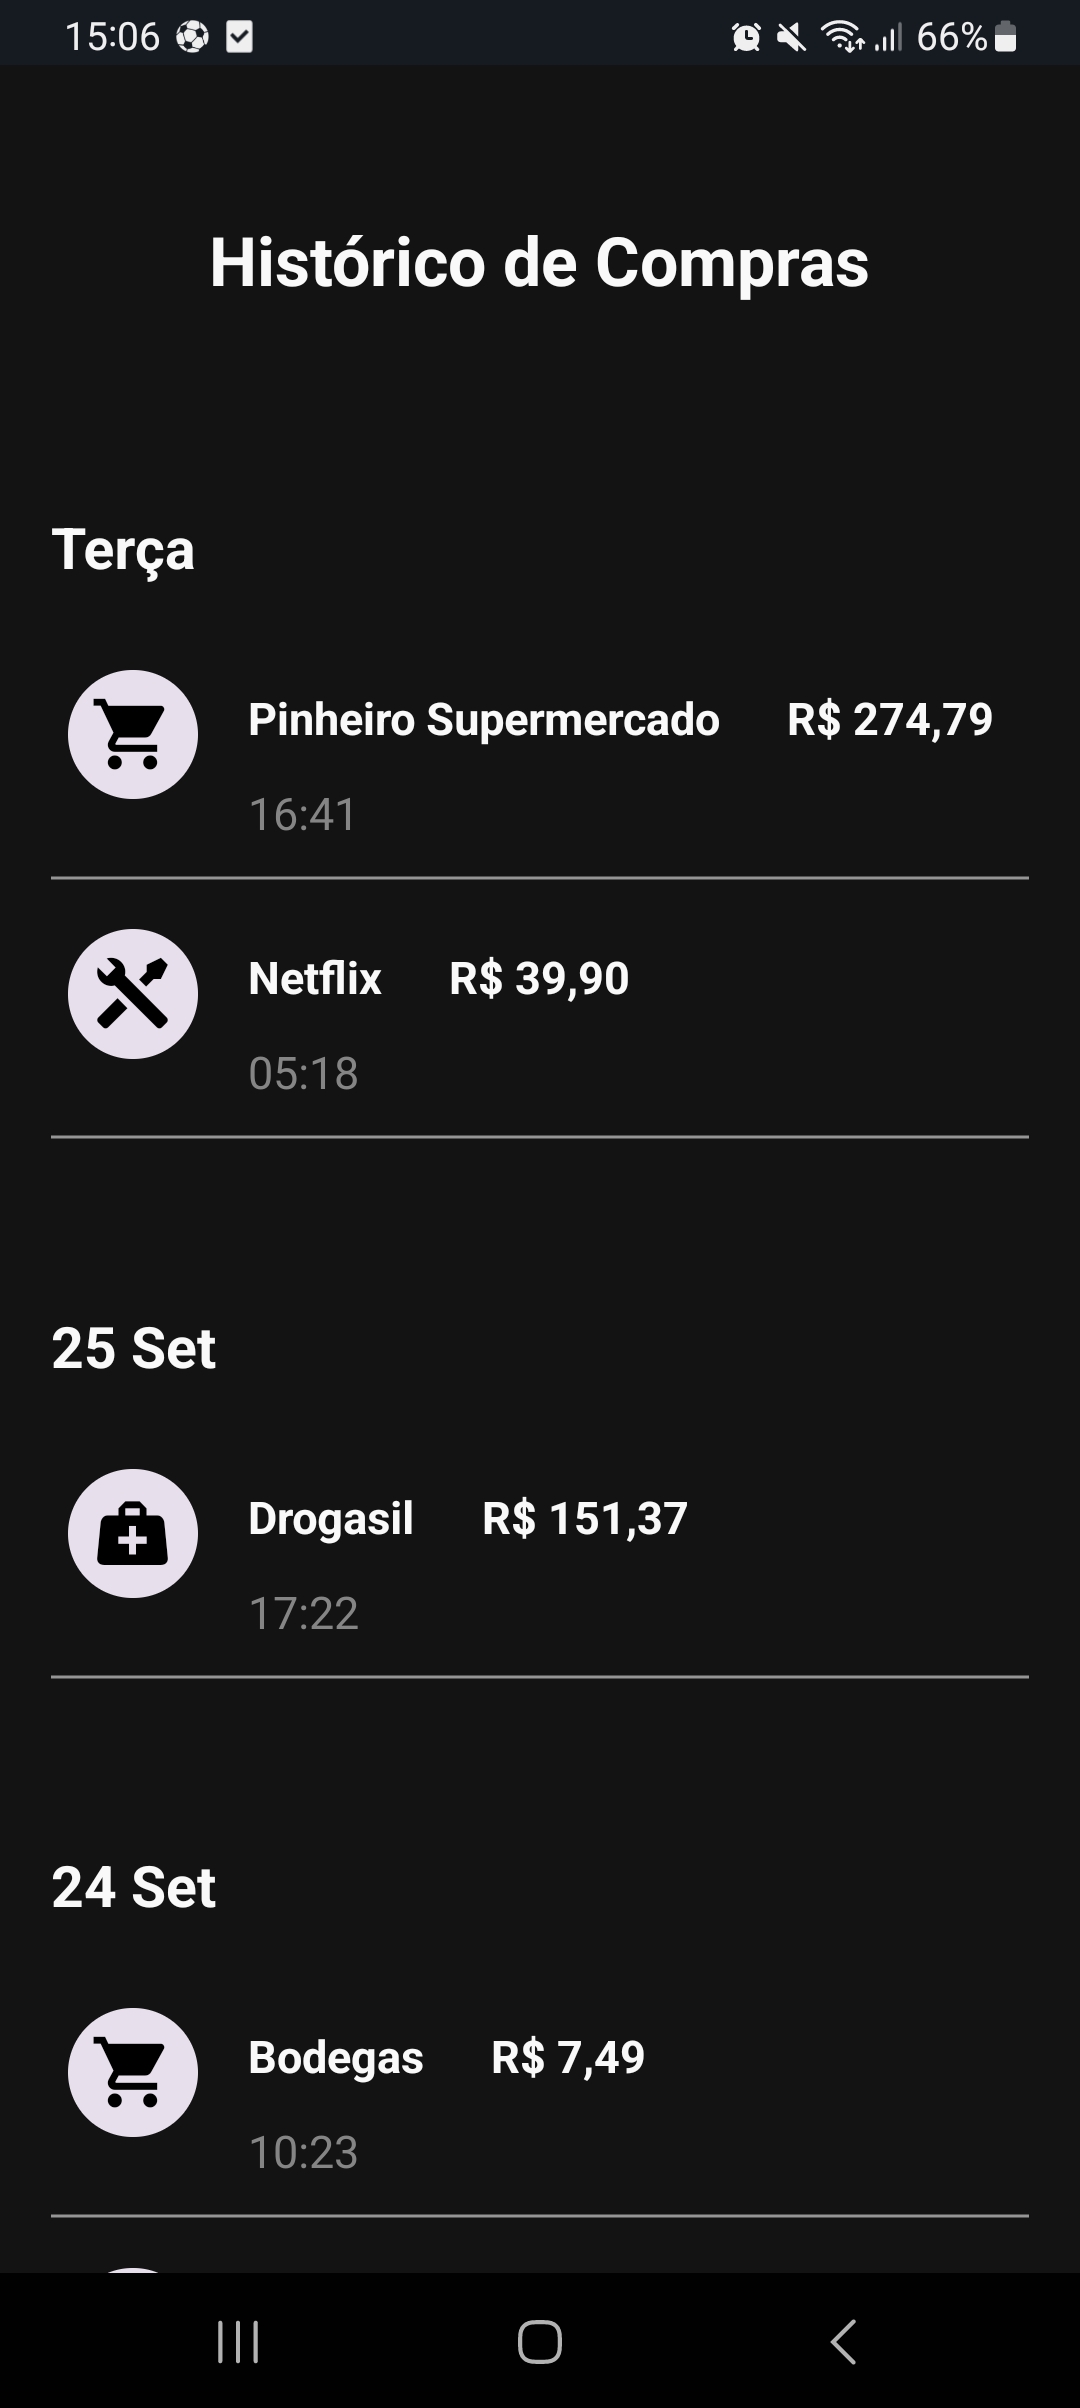 15:06 66%
Histórico de Compras
Terça
Pinheiro Supermercado R$ 274,79
16:41
Netflix R$ 39,90
05:18
25 Set
Drogasil R$ 151,37
17:22
24 Set
Bodegas R$ 7,49
10:23